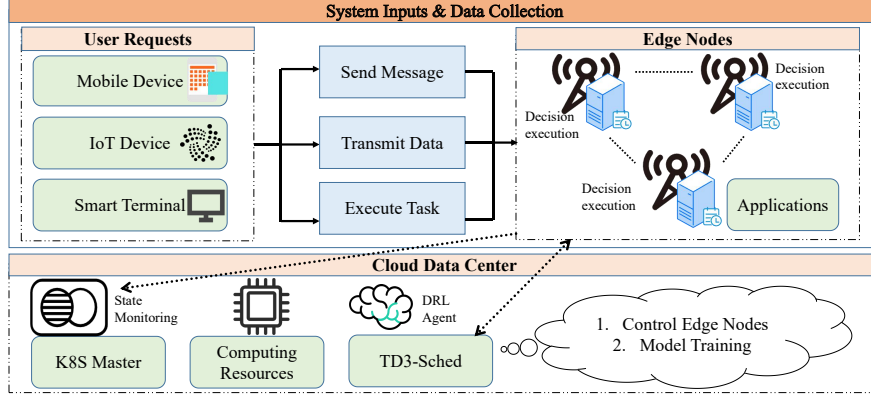 System Inputs & Data Collection
User Requests
Mobile Device
IoT Device
Smart Terminal
Send Message
Transmit Data
Execute Task
Edge Nodes
Decision
execution
Decision
execution
Decision
execution
Applications
Cloud Data Center
State
Monitoring
K8S Master
Computing
Resources
DRL
Agent
TD3-Sched
1. Control Edge Nodes
2. Model Training